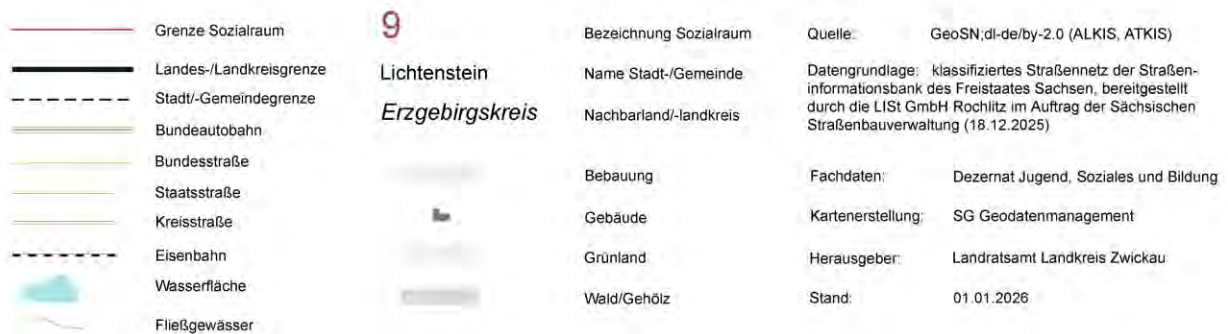 Grenze Sozialraum
Landes-/Landkreisgrenze
Stadt/-Gemeindegrenze
Bundeautobahn
Bundesstraße
Staatsstraße
Kreisstraße
Eisenbahn
Wasserfläche
Fließgewässer
9 Bezeichnung Sozialraum
Lichtenstein Name Stadt-/Gemeinde
Erzgebirgskreis Nachbarland/-landkreis
Bebauung
Gebäude
Grünland
Wald/Gehölz
Quelle: GeoSN;dl-de/by-2.0 (ALKIS, ATKIS)
Datengrundlage: klassifiziertes Straßennetz der Straßen-
informationsbank des Freistaates Sachsen, bereitgestellt
durch die LISt GmbH Rochlitz im Auftrag der Sächsischen
Straßenbauverwaltung (18.12.2025)
Fachdaten: Dezernat Jugend, Soziales und Bildung
Kartenerstellung: SG Geodatenmanagement
Herausgeber: Landratsamt Landkreis Zwickau
Stand: 01.01.2026